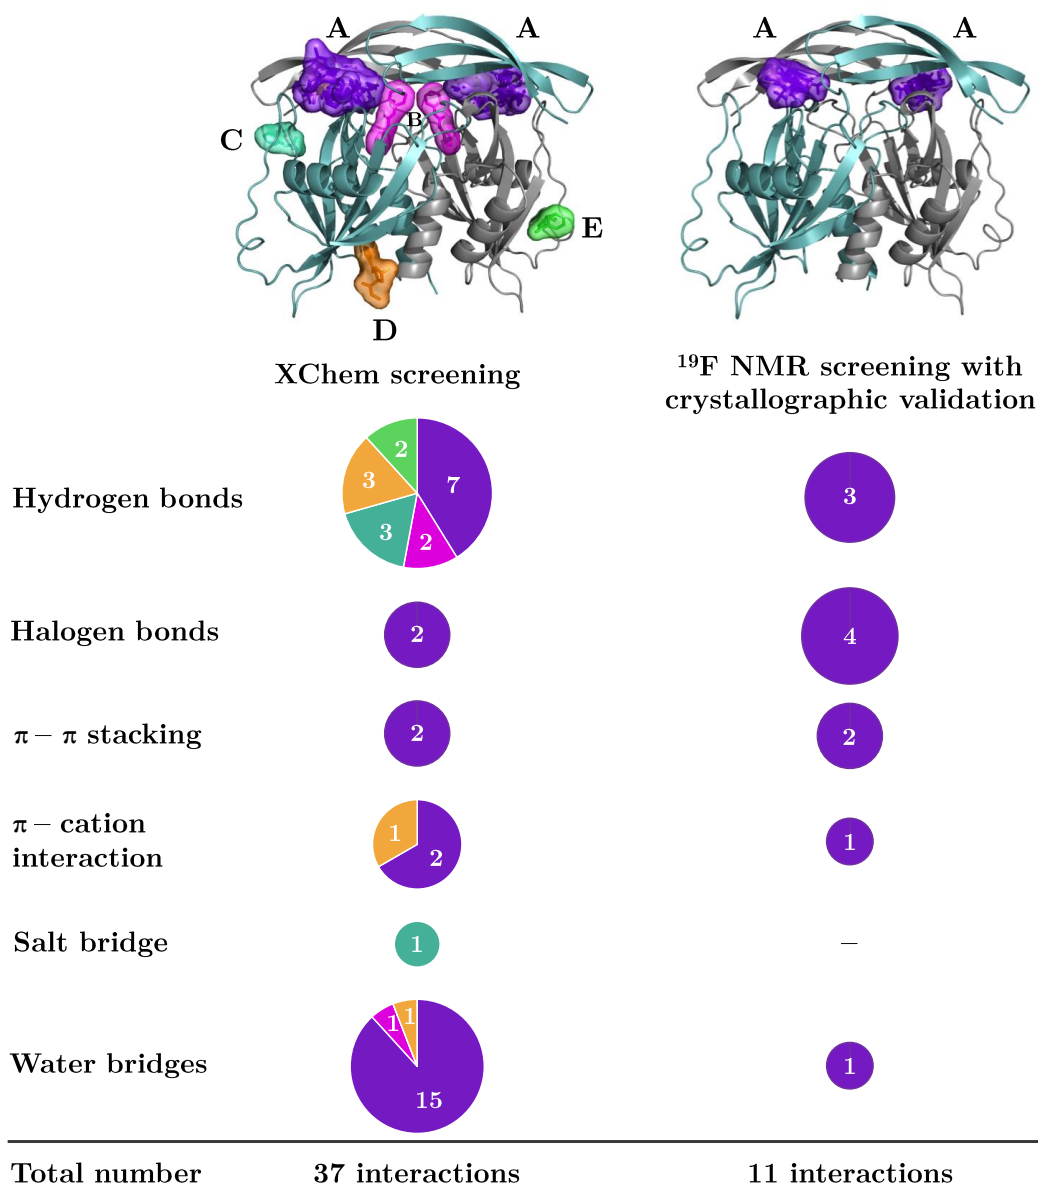 A A A A
B
C
E
D
XChem screening
¹⁹F NMR screening with
crystallographic validation
Hydrogen bonds 2 7 3 3 2 3
Halogen bonds 2 4
π – π stacking 2 2
π – cation
interaction 1 2 1
Salt bridge 1 –
Water bridges 1 1 15 1
Total number 37 interactions 11 interactions